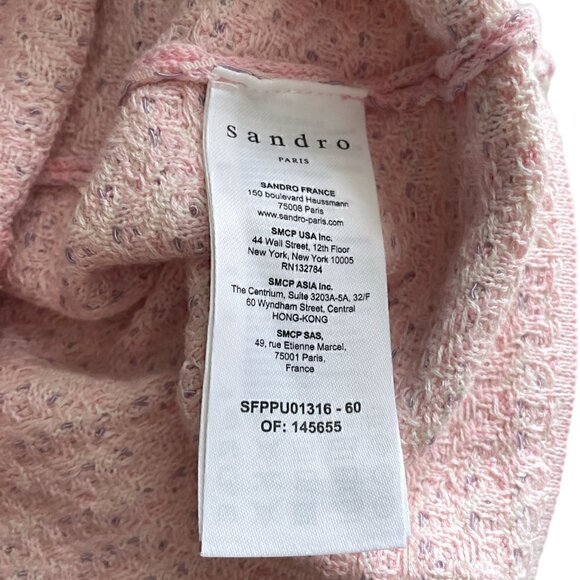 sandro
PARIS
SANDRO FRANCE
150 boulevard Haussmann
75008 Paris
www.sandro-paris.com
SMCP USA Inc.
44 Wall Street, 12th Floor
New York, New York 10005
RN132784
SMCP ASIA Inc.
The Centrium, Suite 3203A-5A, 32/F
60 Wyndham Street, Central
HONG-KONG
SMCP SAS,
49, rue Etienne Marcel,
75001 Paris,
France
SFPPU01316 - 60
OF: 145655